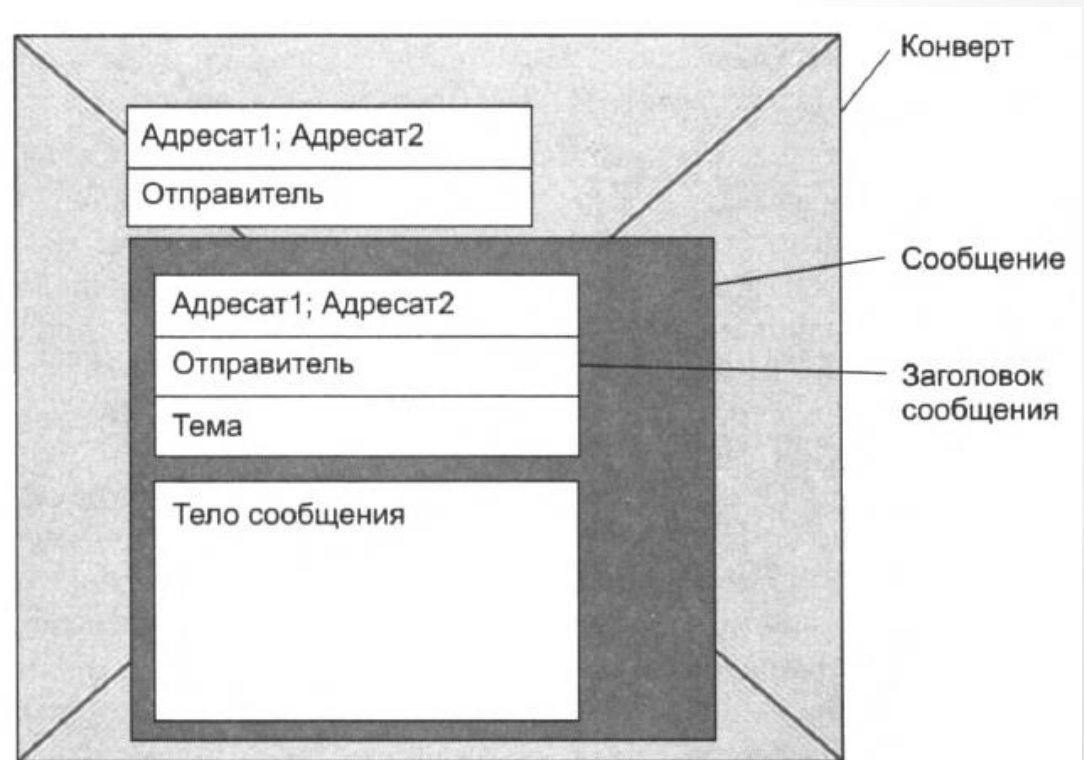 Конверт
Адресат1; Адресат2
Отправитель
Сообщение
Адресат1; Адресат2
Отправитель
Заголовок
сообщения
Тема
Тело сообщения